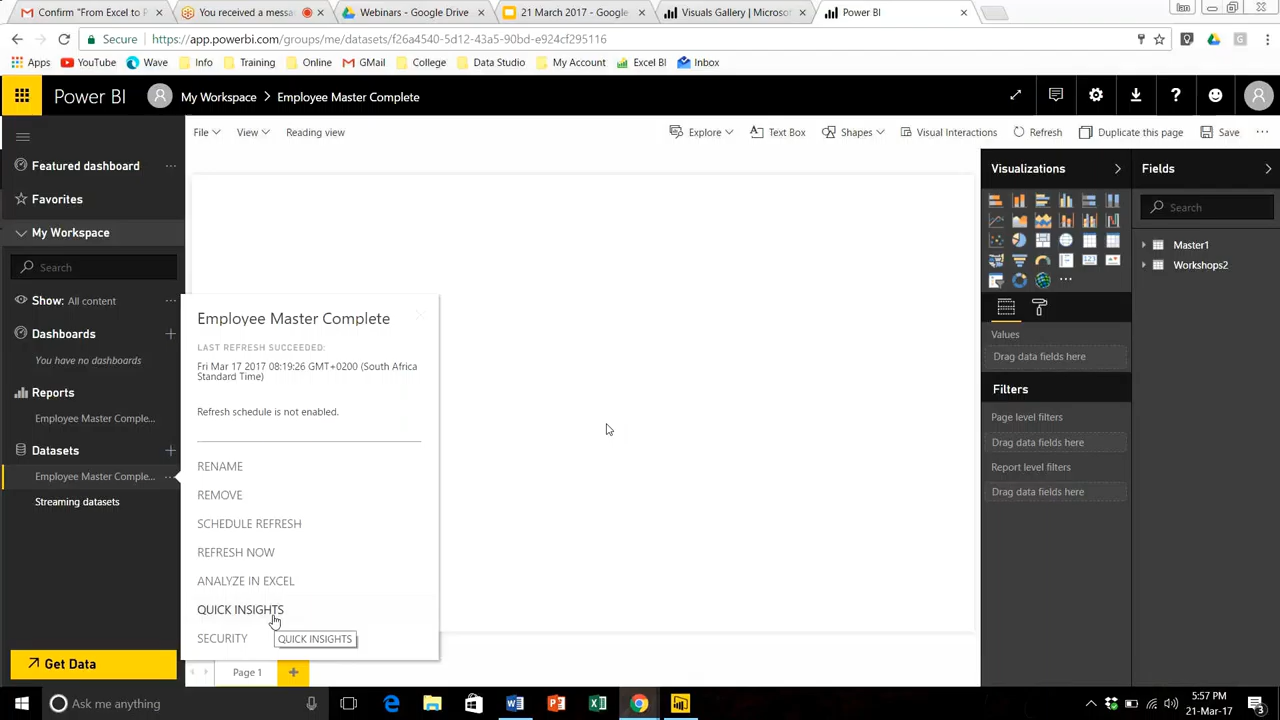 Confirm "From Excel to P
You received a messa
Webinars - Google Drive
21 March 2017 - Google
Visuals Gallery | Microsof
Power BI
Secure
https://app.powerbi.com/groups/me/datasets/f26a4540-5d12-43a5-90bd-e924cf295116
Apps
YouTube
Wave
Info
Training
Online
GMail
College
Data Studio
My Account
Excel BI
Inbox
Power BI
My Workspace > Employee Master Complete
File
View
Reading view
Explore
Text Box
Shapes
Visual Interactions
Refresh
Duplicate this page
Save
Featured dashboard
Favorites
My Workspace
Search
Show: All content
Dashboards
You have no dashboards
Reports
Employee Master Comple...
Datasets
Employee Master Comple...
Streaming datasets
Get Data
Employee Master Complete
LAST REFRESH SUCCEEDED:
Fri Mar 17 2017 08:19:26 GMT+0200 (South Africa
Standard Time)
Refresh schedule is not enabled.
RENAME
REMOVE
SCHEDULE REFRESH
REFRESH NOW
ANALYZE IN EXCEL
QUICK INSIGHTS
SECURITY
QUICK INSIGHTS
Page 1
Visualizations
Values
Drag data fields here
Filters
Page level filters
Drag data fields here
Report level filters
Drag data fields here
Fields
Search
Master1
Workshops2
Ask me anything
5:57 PM
21-Mar-17